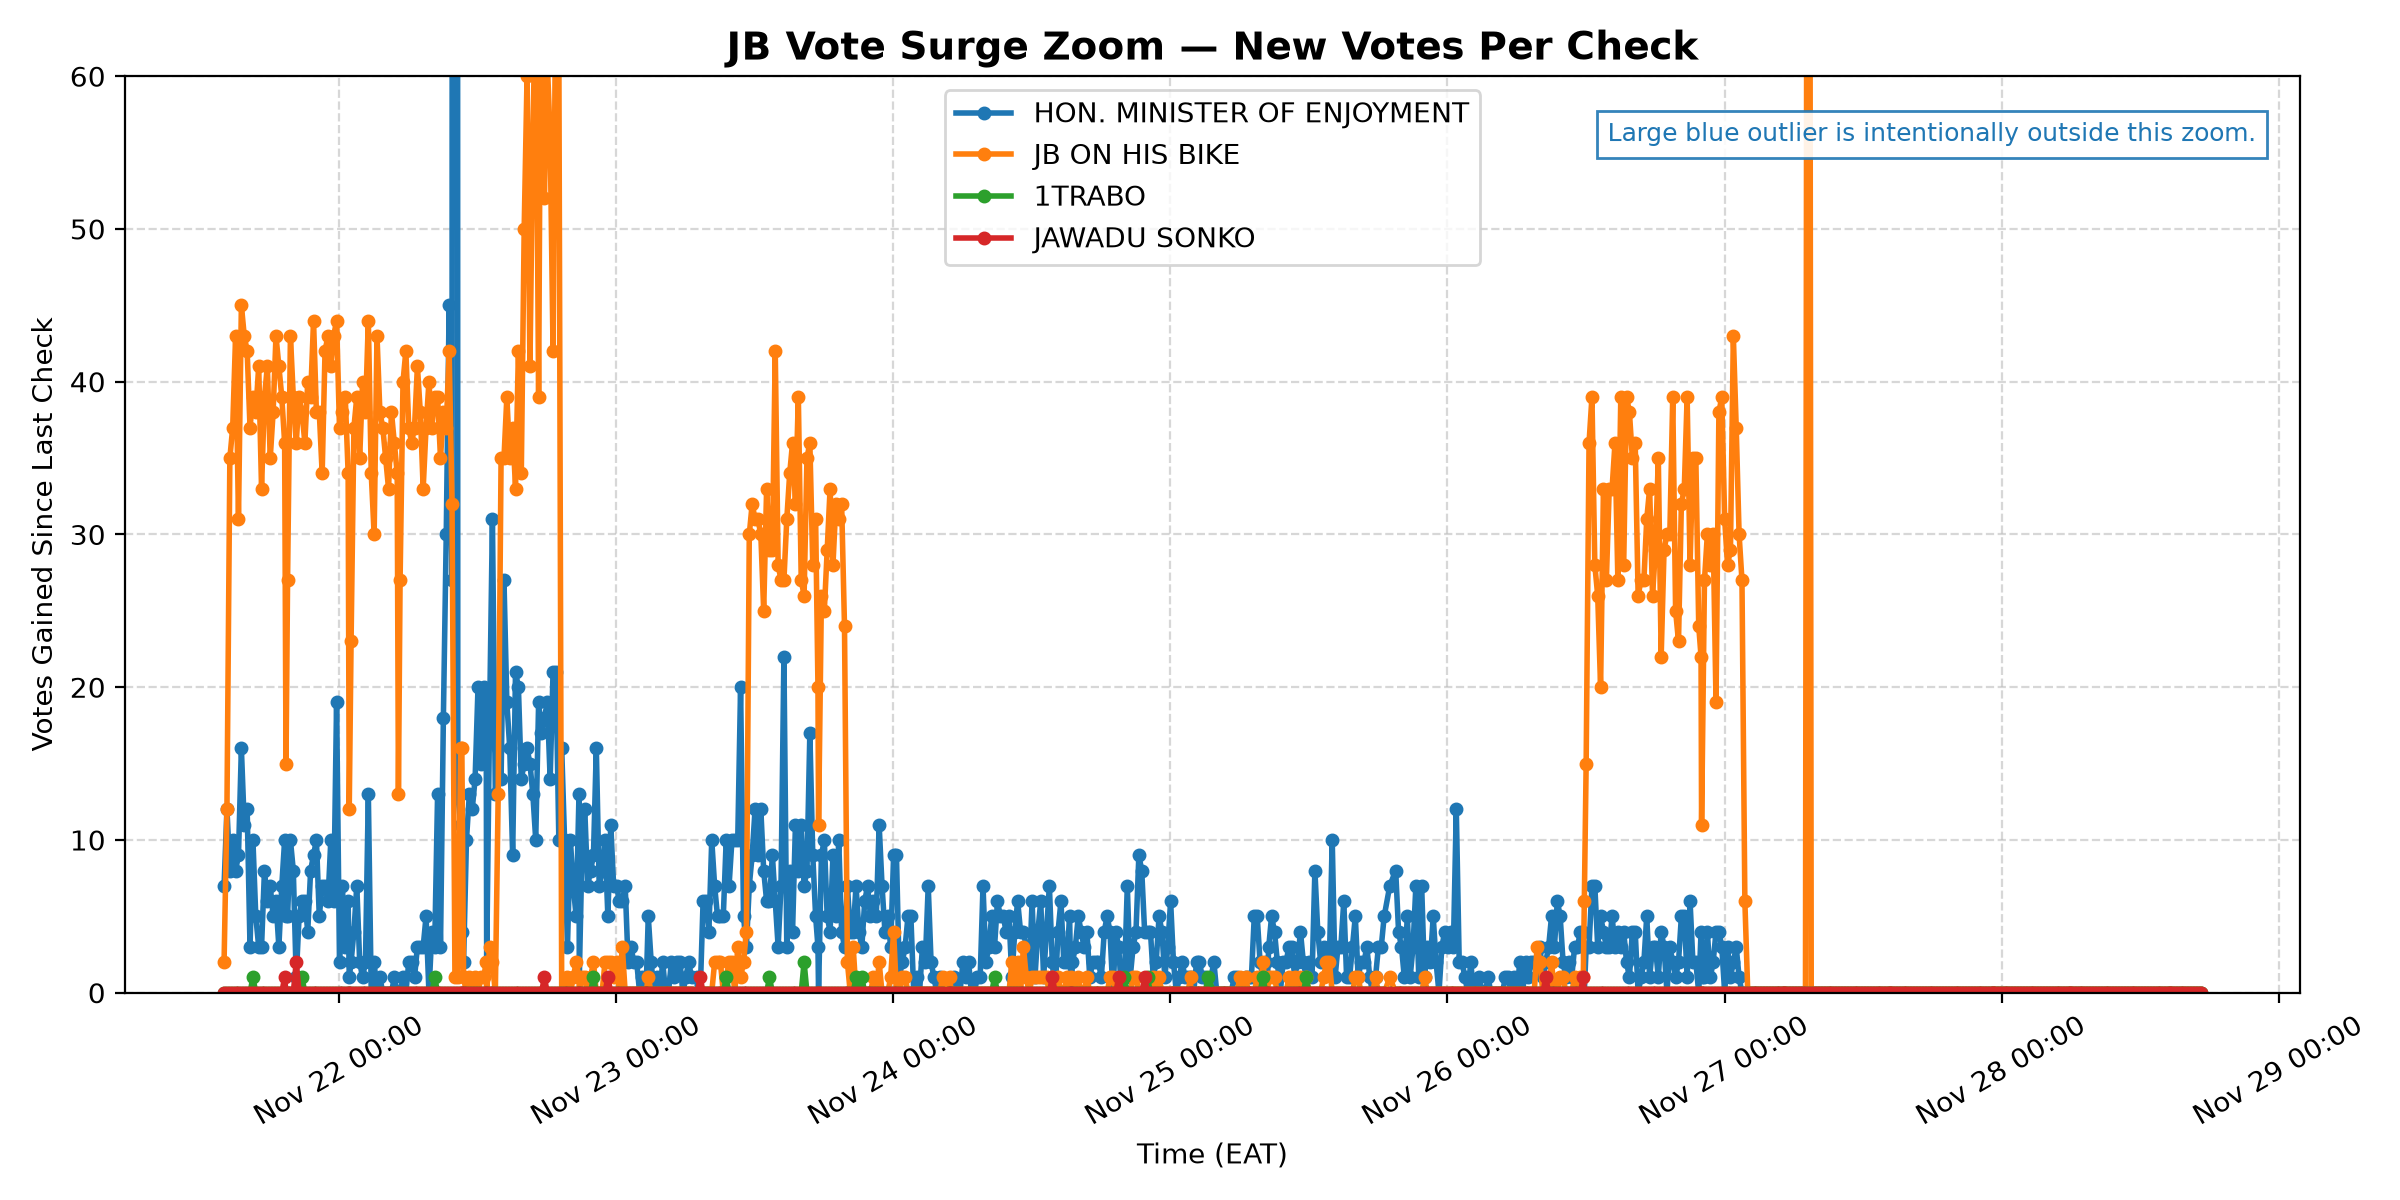 JB Vote Surge Zoom — New Votes Per Check
60
50
40
30
20
10
0
Votes Gained Since Last Check
HON. MINISTER OF ENJOYMENT
JB ON HIS BIKE
1TRABO
JAWADU SONKO
Large blue outlier is intentionally outside this zoom.
Nov 22 00:00
Nov 23 00:00
Nov 24 00:00
Nov 25 00:00
Nov 26 00:00
Nov 27 00:00
Nov 28 00:00
Nov 29 00:00
Time (EAT)